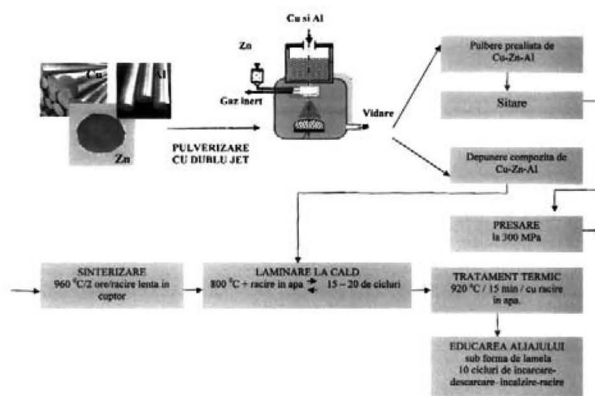 Cu
Al
Zn
PULVERIZARE
CU DUBLU JET
Cu si Al
Zn
Gaz inert
Vidare
Pulbere prealiata de
Cu-Zn-Al
Sitare
Depunere compozita de
Cu-Zn-Al
PRESARE
la 300 MPa
SINTERIZARE
960 ⁰C/2 ore/racire lenta in
cuptor
LAMINARE LA CALD
800 ⁰C + racire in apa ⇄ 15 – 20 de cicluri
TRATAMENT TERMIC
920 ⁰C / 15 min / cu racire
in apa.
EDUCAREA ALIAJULUI
sub forma de lamela
10 cicluri de incarcare-
descarcare- incalzire-racire